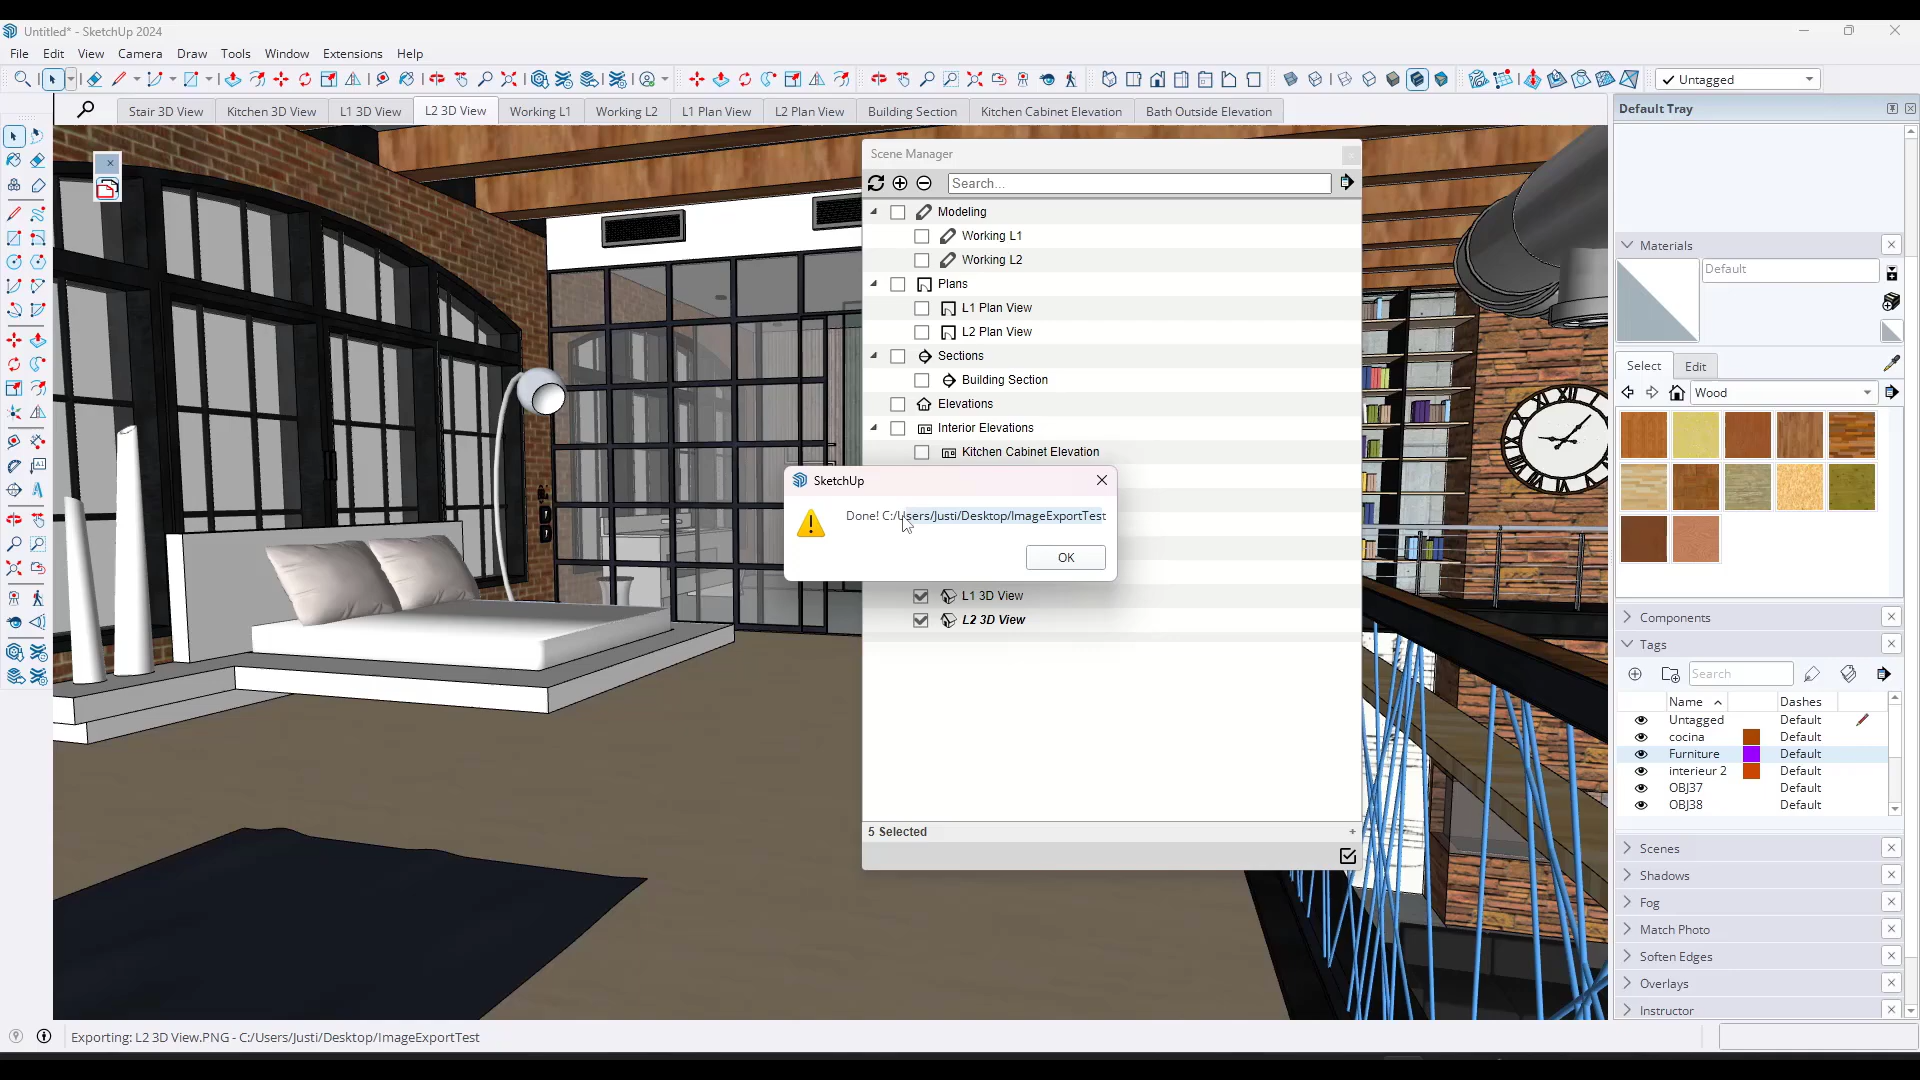 Untitled* - SketchUp 2024
File Edit View Camera Draw Tools Window Extensions Help
Untagged
Stair 3D View Kitchen 3D View L1 3D View L2 3D View Working L1 Working L2 L1 Plan View L2 Plan View Building Section Kitchen Cabinet Elevation Bath Outside Elevation
Scene Manager
Search...
Modeling
Working L1
Working L2
Plans
L1 Plan View
L2 Plan View
Sections
Building Section
Elevations
Interior Elevations
Kitchen Cabinet Elevation
SketchUp
Done! C:/Users/Justi/Desktop/ImageExportTest
OK
L1 3D View
L2 3D View
5 Selected
Default Tray
Materials
Default
Select Edit
Wood
Components
Tags
Search
Name Dashes
Untagged Default
cocina Default
Furniture Default
interieur 2 Default
OBJ37 Default
OBJ38 Default
Scenes
Shadows
Fog
Match Photo
Soften Edges
Overlays
Instructor
Exporting: L2 3D View.PNG - C:/Users/Justi/Desktop/ImageExportTest